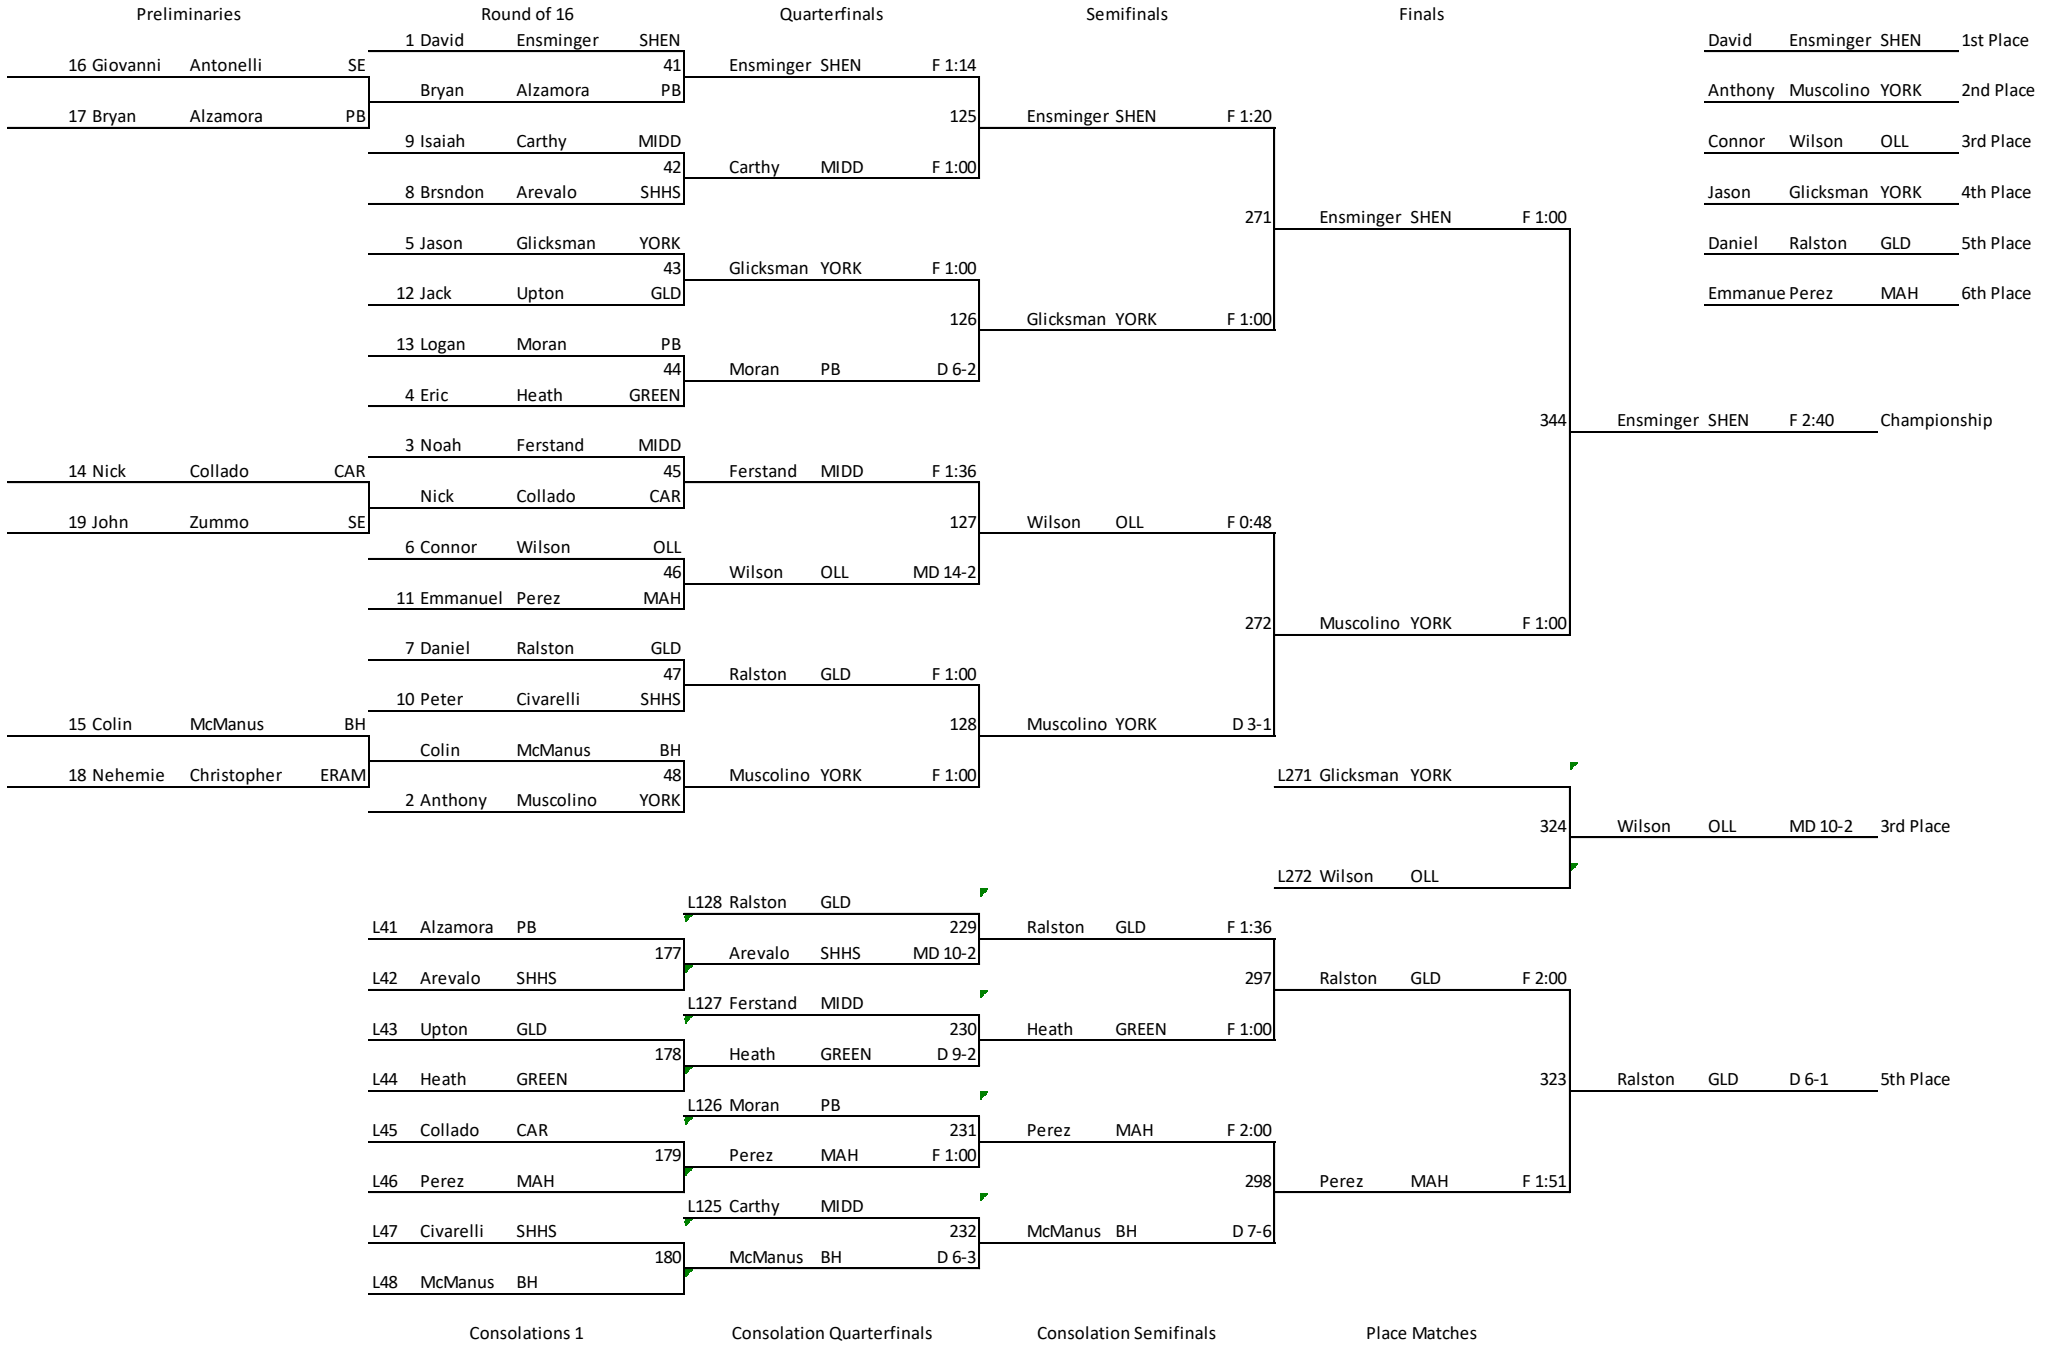 Preliminaries Round of 16 Quarterfinals Semifinals Finals
1 David Ensminger SHEN David Ensminger SHEN 1st Place
16 Giovanni Antonelli SE 41 Ensminger SHEN F 1:14
Bryan Alzamora PB Anthony Muscolino YORK 2nd Place
17 Bryan Alzamora PB 125 Ensminger SHEN F 1:20
9 Isaiah Carthy MIDD Connor Wilson OLL 3rd Place
42 Carthy MIDD F 1:00
8 Brsndon Arevalo SHHS Jason Glicksman YORK 4th Place
271 Ensminger SHEN F 1:00
5 Jason Glicksman YORK Daniel Ralston GLD 5th Place
43 Glicksman YORK F 1:00
12 Jack Upton GLD Emmanue Perez MAH 6th Place
126 Glicksman YORK F 1:00
13 Logan Moran PB
44 Moran PB D 6-2
4 Eric Heath GREEN
344 Ensminger SHEN F 2:40 Championship
3 Noah Ferstand MIDD
14 Nick Collado CAR 45 Ferstand MIDD F 1:36
Nick Collado CAR
19 John Zummo SE 127 Wilson OLL F 0:48
6 Connor Wilson OLL
46 Wilson OLL MD 14-2
11 Emmanuel Perez MAH
272 Muscolino YORK F 1:00
7 Daniel Ralston GLD
47 Ralston GLD F 1:00
10 Peter Civarelli SHHS
15 Colin McManus BH 128 Muscolino YORK D 3-1
Colin McManus BH
18 Nehemie Christopher ERAM 48 Muscolino YORK F 1:00 L271 Glicksman YORK
2 Anthony Muscolino YORK
324 Wilson OLL MD 10-2 3rd Place
L272 Wilson OLL
L128 Ralston GLD
L41 Alzamora PB 229 Ralston GLD F 1:36
177 Arevalo SHHS MD 10-2
L42 Arevalo SHHS 297 Ralston GLD F 2:00
L127 Ferstand MIDD
L43 Upton GLD 230 Heath GREEN F 1:00
178 Heath GREEN D 9-2
L44 Heath GREEN 323 Ralston GLD D 6-1 5th Place
L126 Moran PB
L45 Collado CAR 231 Perez MAH F 2:00
179 Perez MAH F 1:00
L46 Perez MAH 298 Perez MAH F 1:51
L125 Carthy MIDD
L47 Civarelli SHHS 232 McManus BH D 7-6
180 McManus BH D 6-3
L48 McManus BH
Consolations 1 Consolation Quarterfinals Consolation Semifinals Place Matches